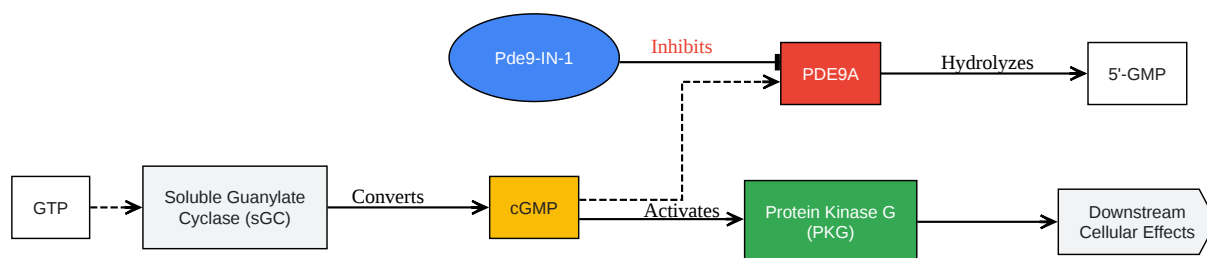 Pde9-IN-1
Inhibits
PDE9A
Hydrolyzes
5'-GMP
GTP
Soluble Guanylate
Cyclase (sGC)
Converts
cGMP
Activates
Protein Kinase G
(PKG)
Downstream
Cellular Effects